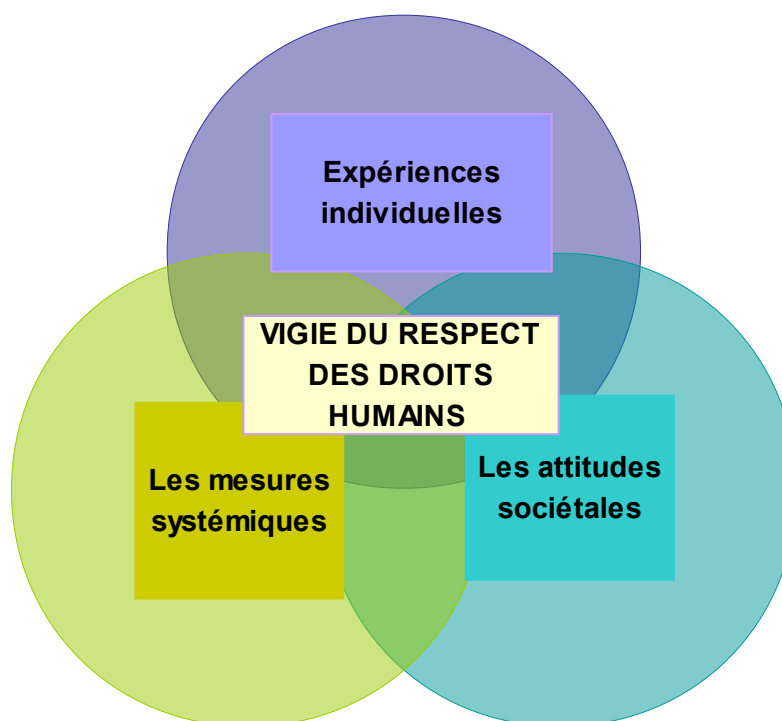 Expériences
individuelles
VIGIE DU RESPECT
DES DROITS
HUMAINS
Les mesures
systémiques
Les attitudes
sociétales